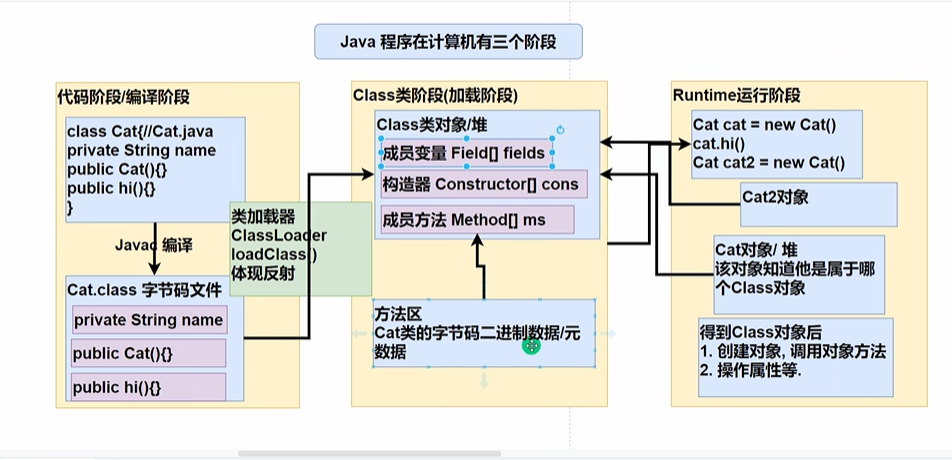 Java 程序在计算机有三个阶段
代码阶段/编译阶段
class Cat{//Cat.java
private String name
public Cat(){}
public hi(){}
}
Javac 编译
Cat.class 字节码文件
private String name
public Cat(){}
public hi(){}
类加载器
ClassLoader
loadClass()
体现反射
Class类阶段(加载阶段)
Class类对象/堆
成员变量 Field[] fields
构造器 Constructor[] cons
成员方法 Method[] ms
方法区
Cat类的字节码二进制数据/元
数据
Runtime运行阶段
Cat cat = new Cat()
cat.hi()
Cat cat2 = new Cat()
Cat2对象
Cat对象/ 堆
该对象知道他是属于哪
个Class对象
得到Class对象后
1. 创建对象, 调用对象方法
2. 操作属性等.